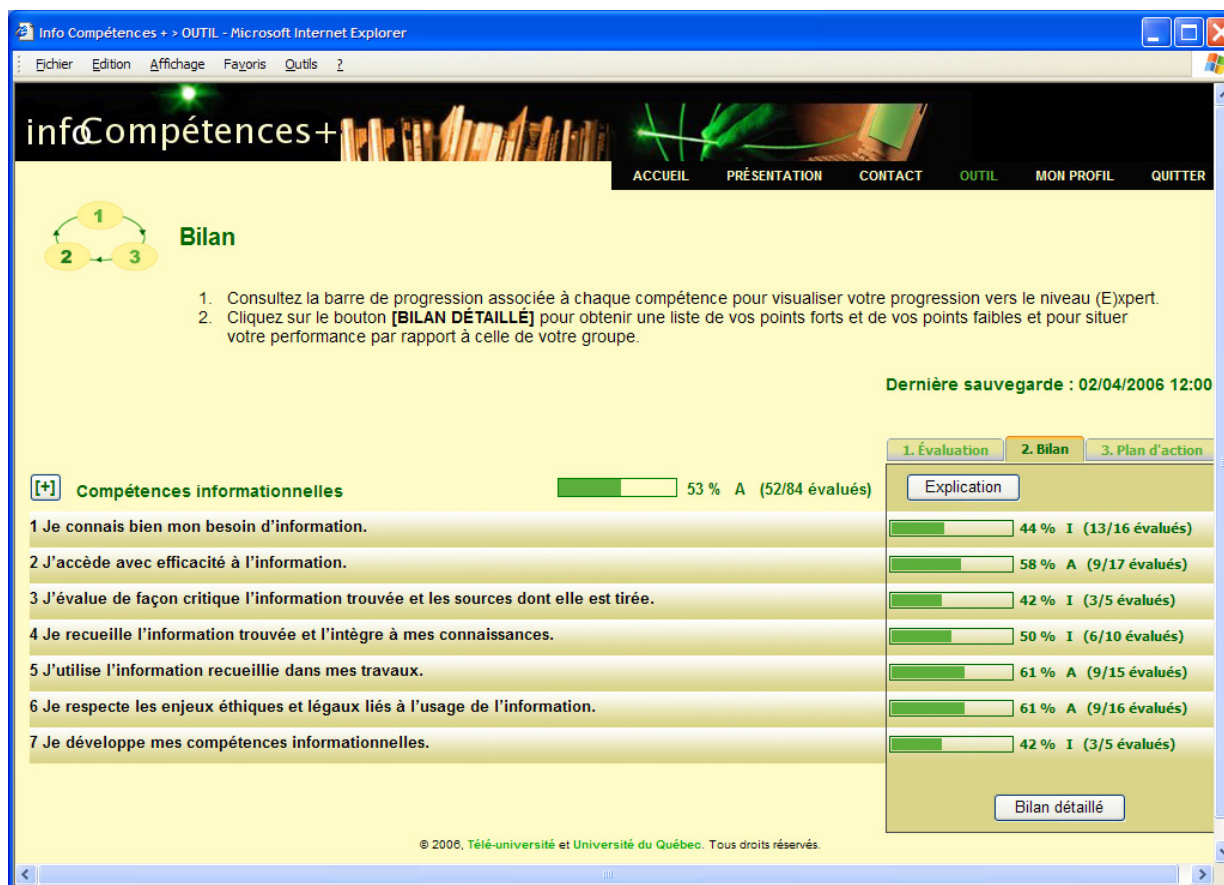 Info Compétences + > OUTIL - Microsoft Internet Explorer
Fichier Edition Affichage Favoris Outils ?
infoCompétences+
ACCUEIL PRÉSENTATION CONTACT OUTIL MON PROFIL QUITTER
1
2 3
Bilan
1. Consultez la barre de progression associée à chaque compétence pour visualiser votre progression vers le niveau (E)xpert.
2. Cliquez sur le bouton [BILAN DÉTAILLÉ] pour obtenir une liste de vos points forts et de vos points faibles et pour situer
votre performance par rapport à celle de votre groupe.
Dernière sauvegarde : 02/04/2006 12:00
1. Évaluation 2. Bilan 3. Plan d'action
[+] Compétences informationnelles 53 % A (52/84 évalués) Explication
1 Je connais bien mon besoin d'information. 44 % I (13/16 évalués)
2 J'accède avec efficacité à l'information. 58 % A (9/17 évalués)
3 J'évalue de façon critique l'information trouvée et les sources dont elle est tirée. 42 % I (3/5 évalués)
4 Je recueille l'information trouvée et l'intègre à mes connaissances. 50 % I (6/10 évalués)
5 J'utilise l'information recueillie dans mes travaux. 61 % A (9/15 évalués)
6 Je respecte les enjeux éthiques et légaux liés à l'usage de l'information. 61 % A (9/16 évalués)
7 Je développe mes compétences informationnelles. 42 % I (3/5 évalués)
Bilan détaillé
© 2006, Télé-université et Université du Québec. Tous droits réservés.